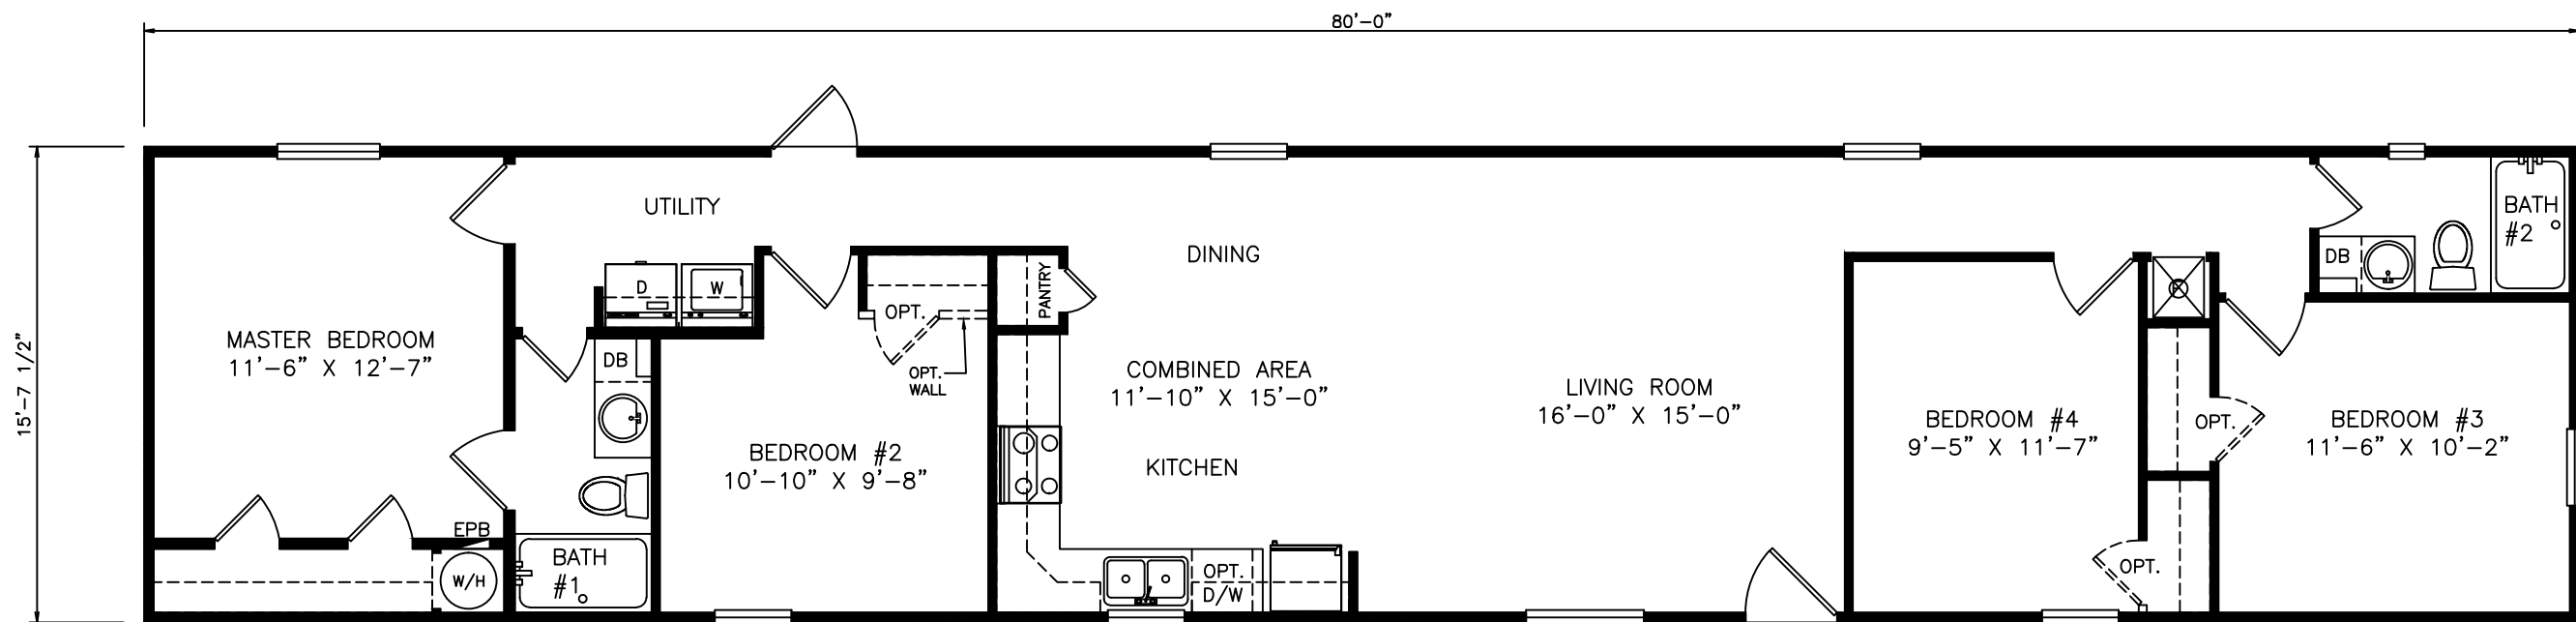 80'-0"
15'-7 1/2"
UTILITY
D
W
MASTER BEDROOM
11'-6" X 12'-7"
DB
EPB
W/H
BATH
#1
OPT.
OPT.
WALL
BEDROOM #2
10'-10" X 9'-8"
PANTRY
DINING
COMBINED AREA
11'-10" X 15'-0"
KITCHEN
OPT.
D/W
LIVING ROOM
16'-0" X 15'-0"
BEDROOM #4
9'-5" X 11'-7"
OPT.
OPT.
BEDROOM #3
11'-6" X 10'-2"
DB
BATH
#2